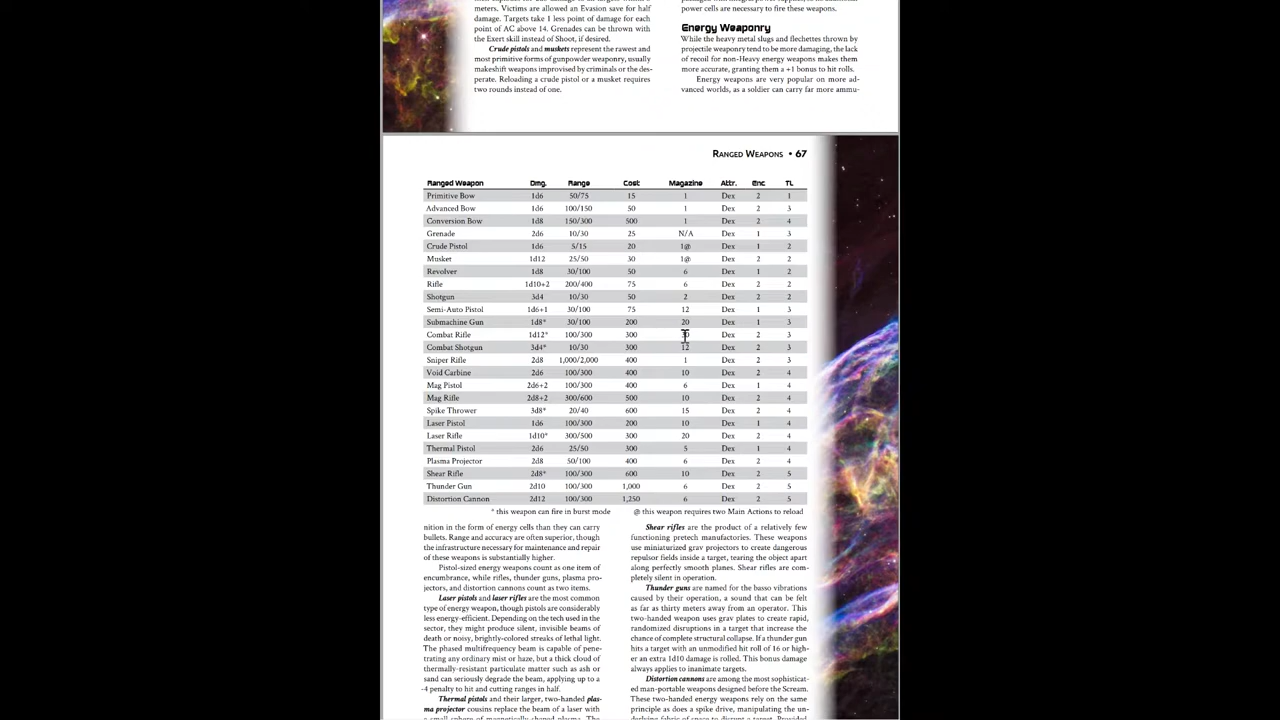 meters. Victims are allowed an Evasion save for half
damage. Targets take 1 less point of damage for each
point of AC above 14. Grenades can be thrown with
the Exert skill instead of Shoot, if desired.
Crude pistols and muskets represent the rawest and
most primitive forms of gunpowder weaponry, usually
makeshift weapons improvised by criminals or the des-
perate. Reloading a crude pistol or a musket requires
two rounds instead of one.
power cells are necessary to fire these weapons.
Energy Weaponry
While the heavy metal slugs and flechettes thrown by
projectile weaponry tend to be more damaging, the lack
of recoil for non-Heavy energy weapons makes them
more accurate, granting them a +1 bonus to hit rolls.
Energy weapons are very popular on more ad-
vanced worlds, as a soldier can carry far more ammu-
Ranged Weapons • 67
Ranged Weapon Dmg. Range Cost Magazine Attr. Enc TL
Primitive Bow 1d6 50/75 15 1 Dex 2 1
Advanced Bow 1d6 100/150 50 1 Dex 2 3
Conversion Bow 1d8 150/300 500 1 Dex 2 4
Grenade 2d6 10/30 25 N/A Dex 1 3
Crude Pistol 1d6 5/15 20 1@ Dex 1 2
Musket 1d12 25/50 30 1@ Dex 2 2
Revolver 1d8 30/100 50 6 Dex 1 2
Rifle 1d10+2 200/400 75 6 Dex 2 2
Shotgun 3d4 10/30 50 2 Dex 2 2
Semi-Auto Pistol 1d6+1 30/100 75 12 Dex 1 3
Submachine Gun 1d8* 30/100 200 20 Dex 1 3
Combat Rifle 1d12* 100/300 300 30 Dex 2 3
Combat Shotgun 3d4* 10/30 300 12 Dex 2 3
Sniper Rifle 2d8 1,000/2,000 400 1 Dex 2 3
Void Carbine 2d6 100/300 400 10 Dex 2 4
Mag Pistol 2d6+2 100/300 400 6 Dex 1 4
Mag Rifle 2d8+2 300/600 500 10 Dex 2 4
Spike Thrower 3d8* 20/40 600 15 Dex 2 4
Laser Pistol 1d6 100/300 200 10 Dex 1 4
Laser Rifle 1d10* 300/500 300 20 Dex 2 4
Thermal Pistol 2d6 25/50 300 5 Dex 1 4
Plasma Projector 2d8 50/100 400 6 Dex 2 4
Shear Rifle 2d8* 100/300 600 10 Dex 2 5
Thunder Gun 2d10 100/300 1,000 6 Dex 2 5
Distortion Cannon 2d12 100/300 1,250 6 Dex 2 5
* this weapon can fire in burst mode @ this weapon requires two Main Actions to reload
nition in the form of energy cells than they can carry
bullets. Range and accuracy are often superior, though
the infrastructure necessary for maintenance and repair
of these weapons is substantially higher.
Pistol-sized energy weapons count as one item of
encumbrance, while rifles, thunder guns, plasma pro-
jectors, and distortion cannons count as two items.
Laser pistols and laser rifles are the most common
type of energy weapon, though pistols are considerably
less energy-efficient. Depending on the tech used in the
sector, they might produce silent, invisible beams of
death or noisy, brightly-colored streaks of lethal light.
The phased multifrequency beam is capable of pene-
trating any ordinary mist or haze, but a thick cloud of
thermally-resistant particulate matter such as ash or
sand can seriously degrade the beam, applying up to a
-4 penalty to hit and cutting ranges in half.
Thermal pistols and their larger, two-handed plas-
ma projector cousins replace the beam of a laser with
a small sphere of magnetically-shaped plasma. The
Shear rifles are the product of a relatively few
functioning pretech manufactories. These weapons
use miniaturized grav projectors to create dangerous
repulsor fields inside a target, tearing the object apart
along perfectly smooth planes. Shear rifles are com-
pletely silent in operation.
Thunder guns are named for the basso vibrations
caused by their operation, a sound that can be felt
as far as thirty meters away from an operator. This
two-handed weapon uses grav plates to create rapid,
randomized disruptions in a target that increase the
chance of complete structural collapse. If a thunder gun
hits a target with an unmodified hit roll of 16 or high-
er an extra 1d10 damage is rolled. This bonus damage
always applies to inanimate targets.
Distortion cannons are among the most sophisticat-
ed man-portable weapons designed before the Scream.
These two-handed energy weapons rely on the same
principle as does a spike drive, manipulating the un-
derlying fabric of space to disrupt a target. Provided